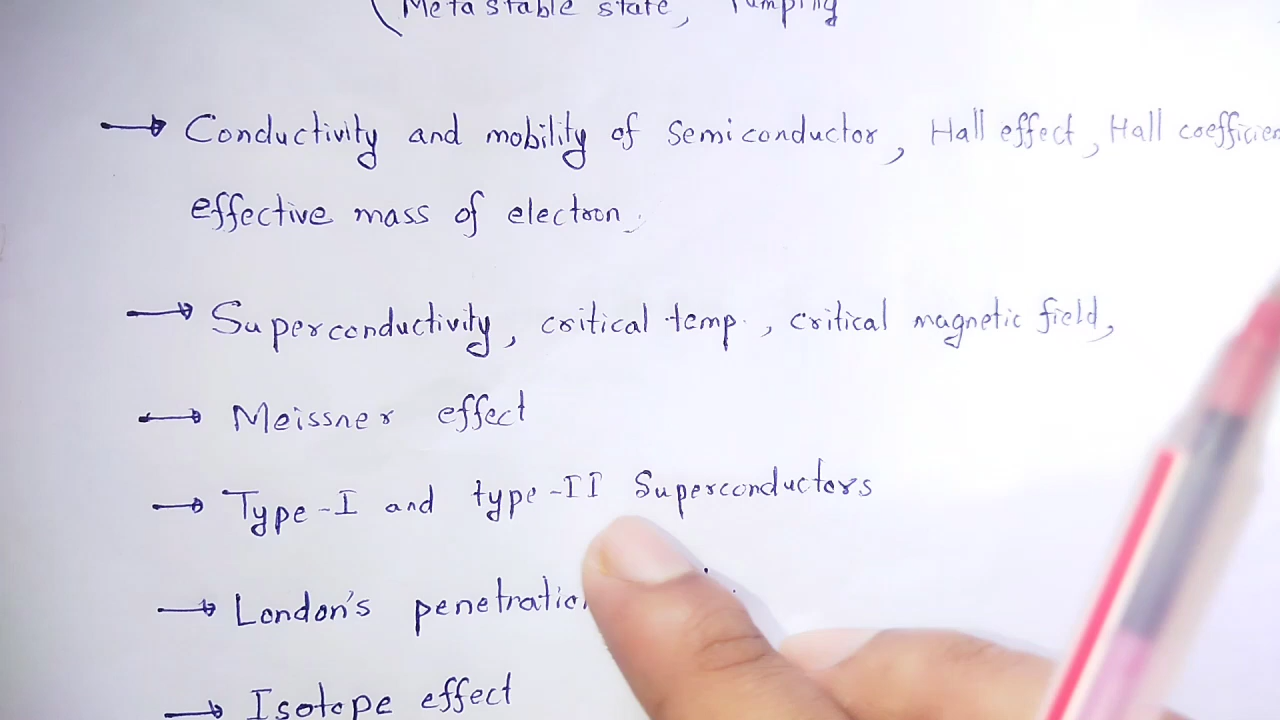 (Metastable state, Pumping
→ Conductivity and mobility of Semiconductor, Hall effect, Hall coefficien
effective mass of electron.
→ Superconductivity, critical temp., critical magnetic field,
→ Meissner effect
→ Type-I and type-II Superconductors
→ London's penetratio
→ Isotope effect